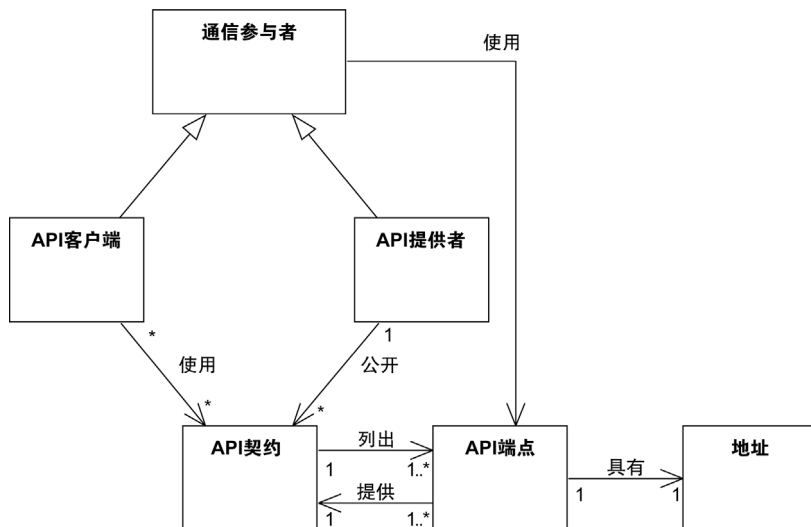 通信参与者
使用
API客户端
API提供者
*
1
使用
公开
*
*
API契约
列出
API端点
地址
1
1..*
具有
提供
1
1
1
1..*